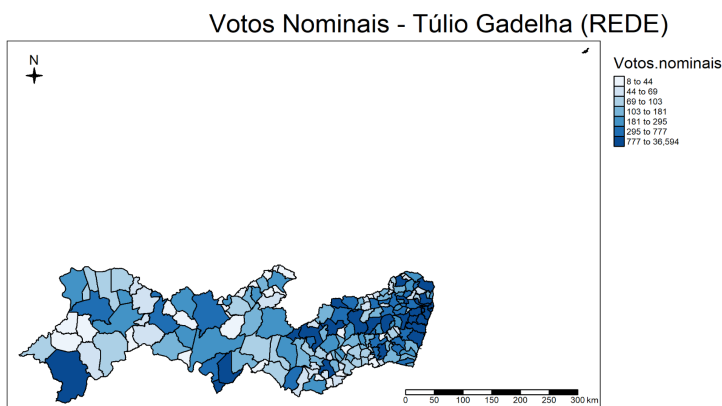 Votos Nominais - Túlio Gadelha (REDE)
N
Votos.nominais
8 to 44
44 to 69
69 to 103
103 to 181
181 to 295
295 to 777
777 to 36,594
0 50 100 150 200 250 300 km